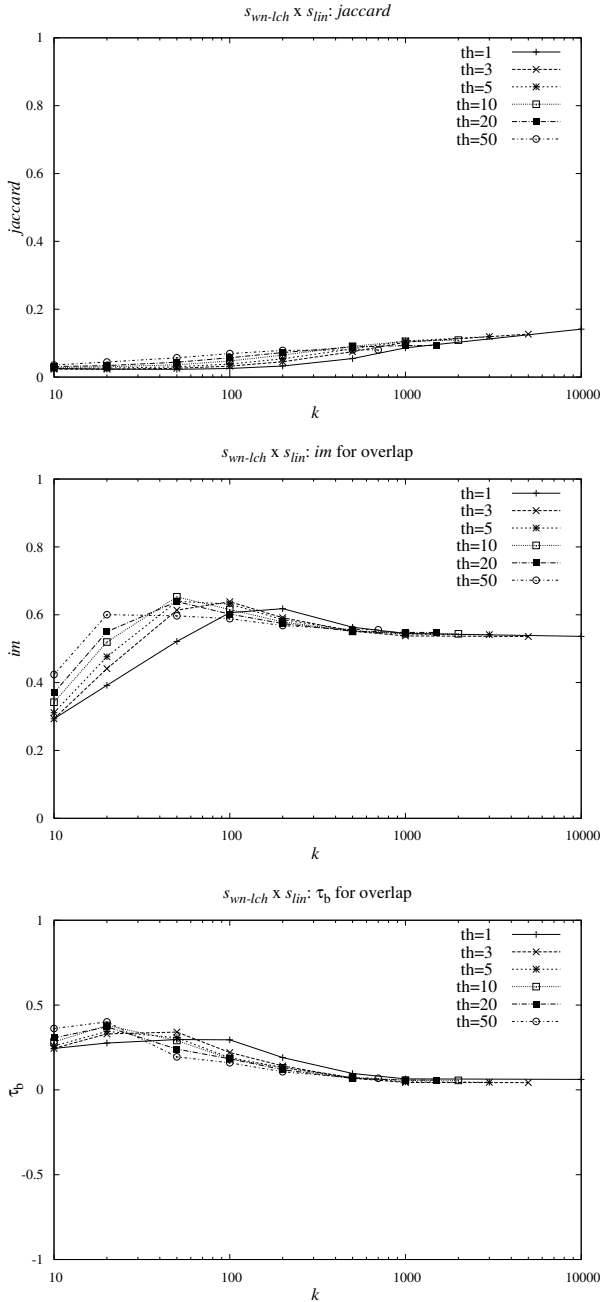 s_wn-lch x s_lin: jaccard
1
0.8
0.6
0.4
0.2
0
jaccard
10 100 1000 10000
k
th=1
th=3
th=5
th=10
th=20
th=50
s_wn-lch x s_lin: im for overlap
1
0.8
0.6
0.4
0.2
0
im
10 100 1000 10000
k
th=1
th=3
th=5
th=10
th=20
th=50
s_wn-lch x s_lin: τ_b for overlap
1
0.5
0
-0.5
-1
τ_b
10 100 1000 10000
k
th=1
th=3
th=5
th=10
th=20
th=50